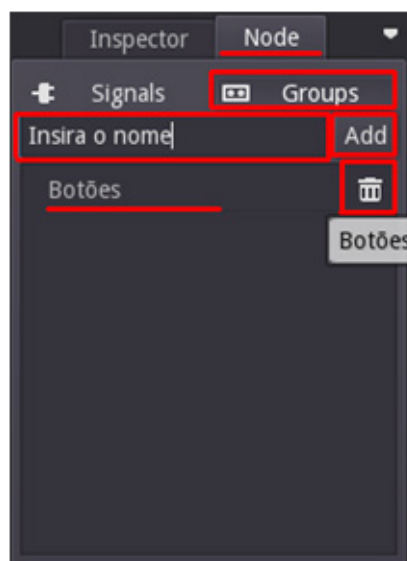 Inspector Node
Signals Groups
Insira o nome Add
Botões
Botões